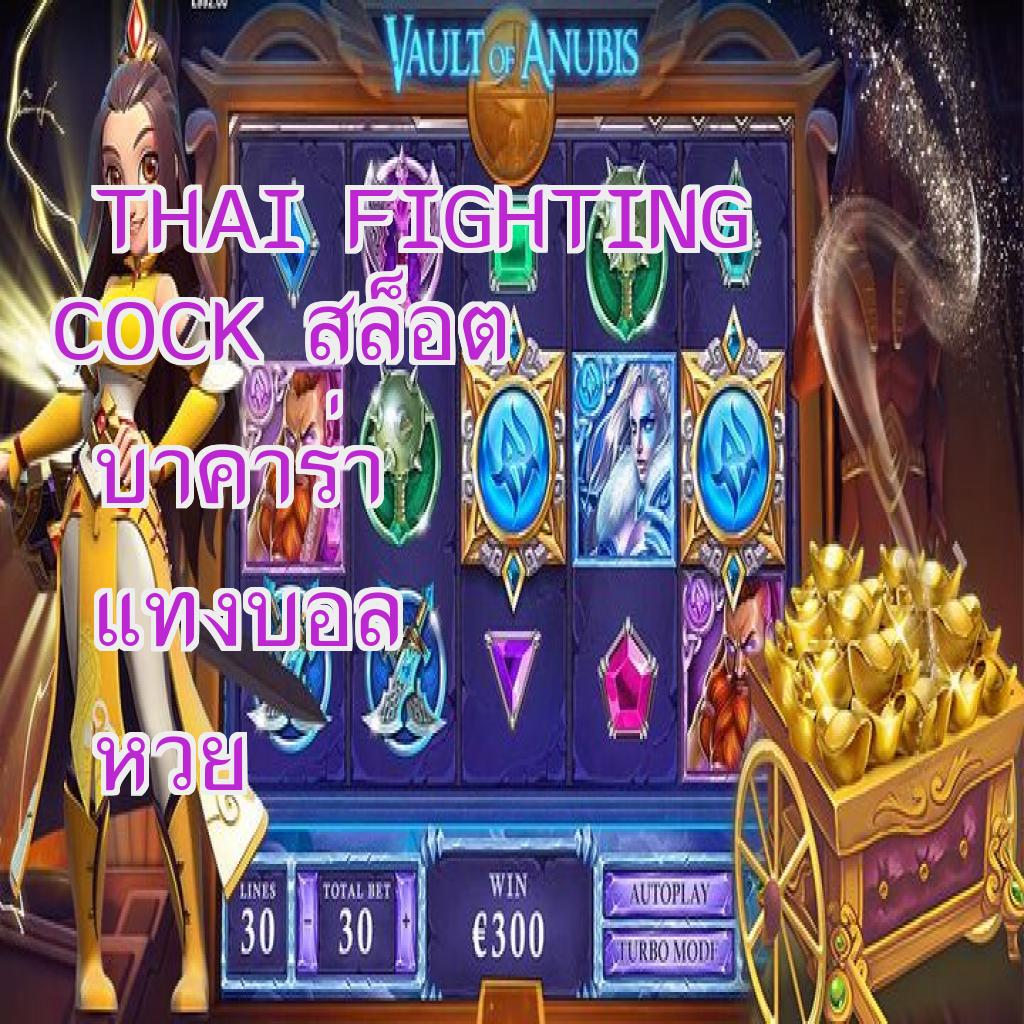 VAULT OF ANUBIS
THAI FIGHTING
COCK สล็อต
บาคาร่า
แทงบอล
หวย
LINES
30
TOTAL BET
- 30 +
WIN
€300
AUTOPLAY
TURBO MODE